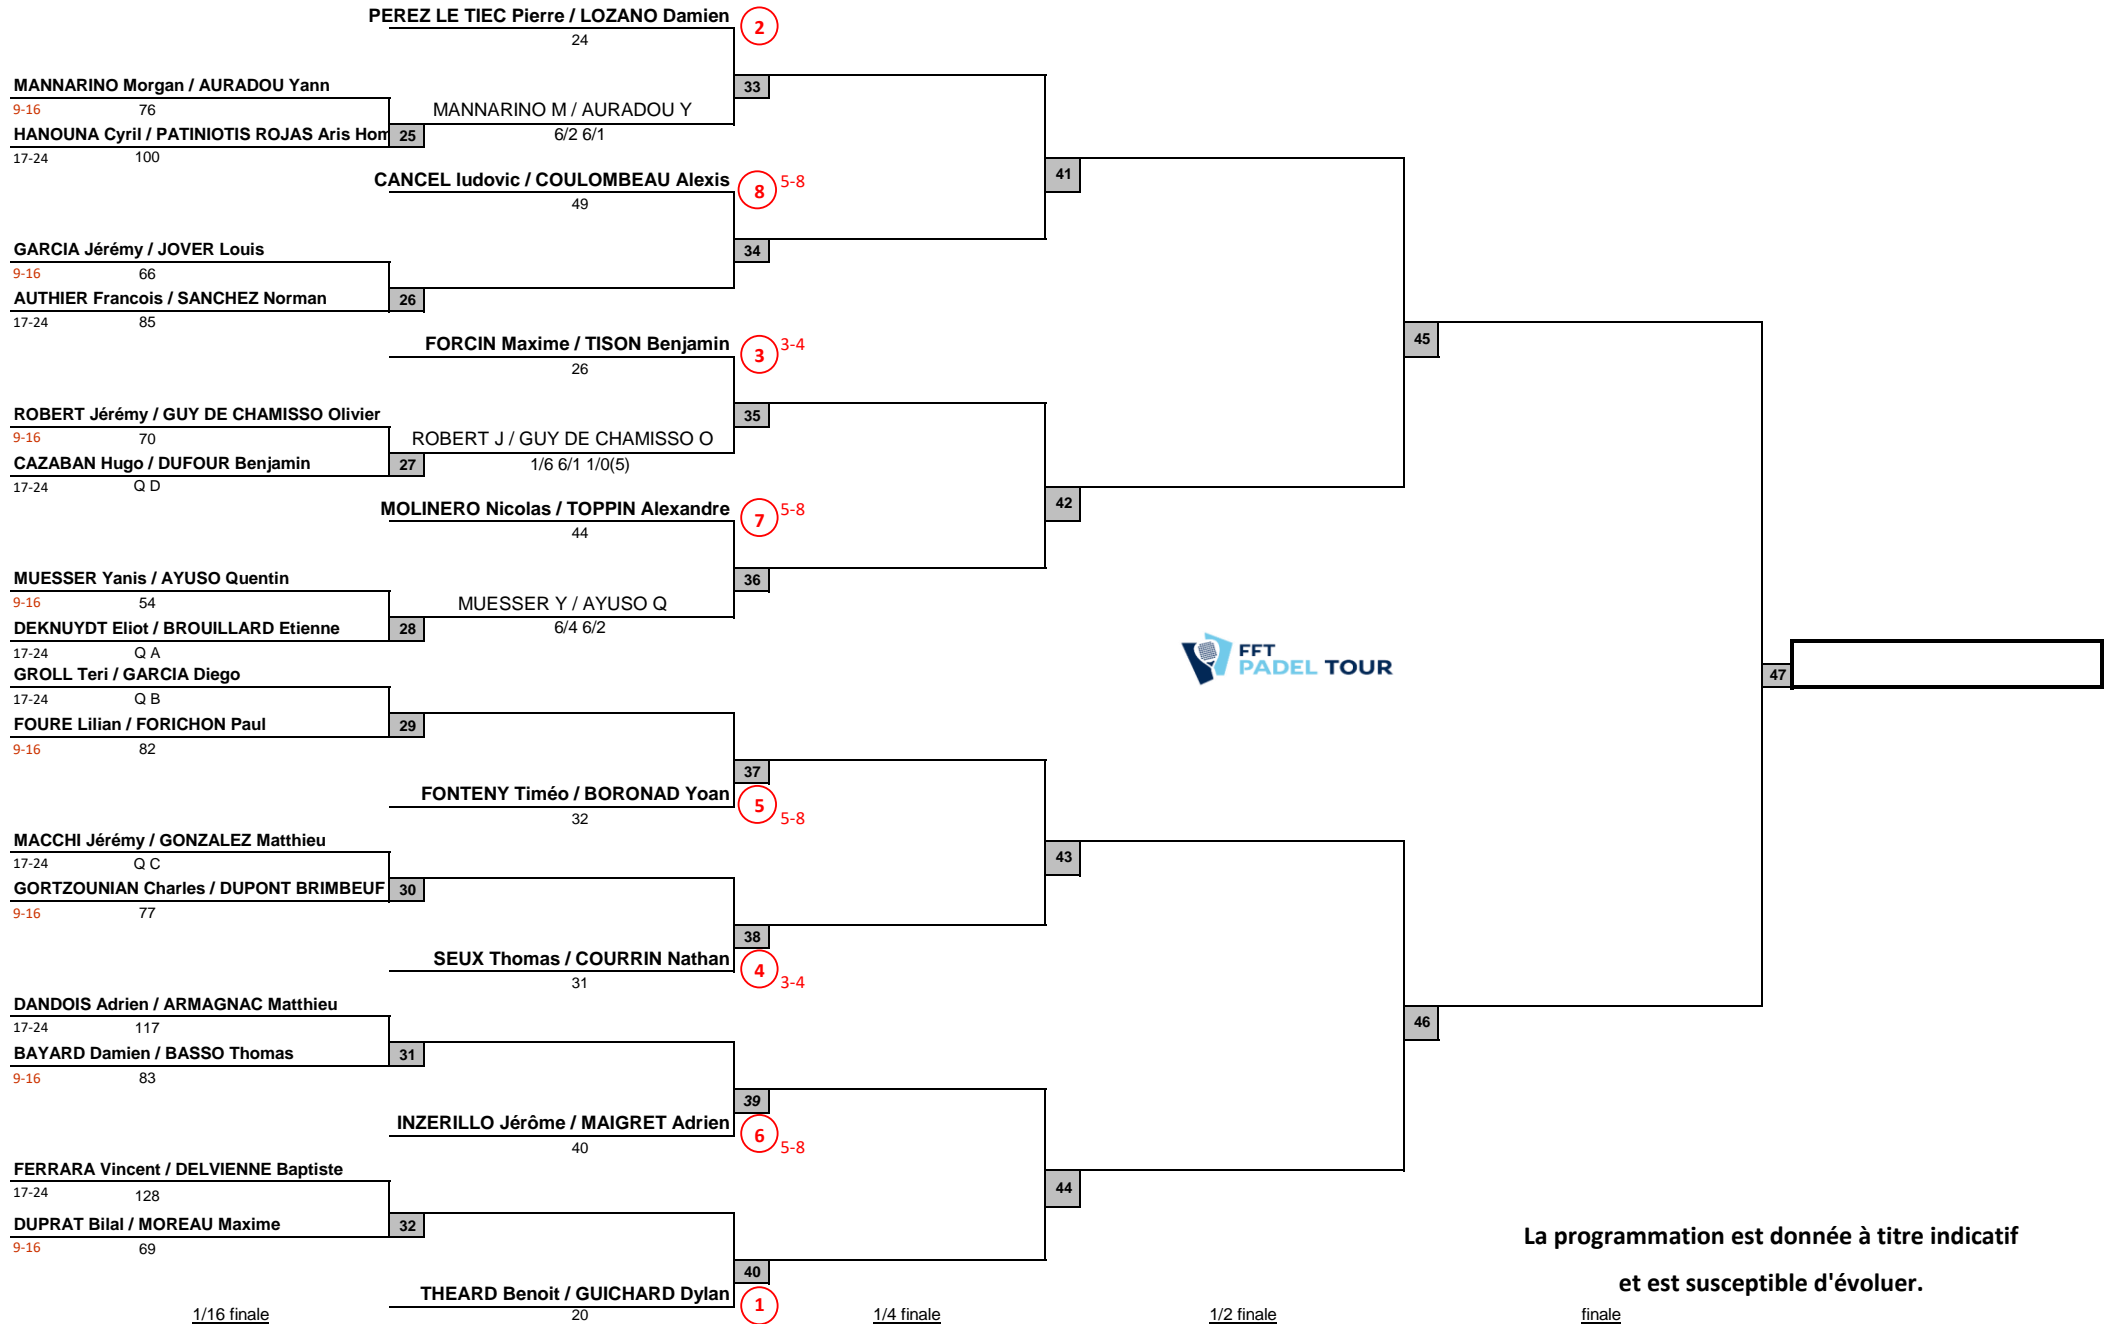 PEREZ LE TIEC Pierre / LOZANO Damien
2
24
MANNARINO Morgan / AURADOU Yann
33
9-16 76
MANNARINO M / AURADOU Y
HANOUNA Cyril / PATINIOTIS ROJAS Aris Hom
25
6/2 6/1
17-24 100
CANCEL ludovic / COULOMBEAU Alexis
8
5-8
41
49
GARCIA Jérémy / JOVER Louis
34
9-16 66
AUTHIER Francois / SANCHEZ Norman
26
17-24 85
FORCIN Maxime / TISON Benjamin
3
3-4
45
26
ROBERT Jérémy / GUY DE CHAMISSO Olivier
35
9-16 70
ROBERT J / GUY DE CHAMISSO O
CAZABAN Hugo / DUFOUR Benjamin
27
1/6 6/1 1/0(5)
17-24 Q D
MOLINERO Nicolas / TOPPIN Alexandre
7
5-8
42
44
MUESSER Yanis / AYUSO Quentin
36
9-16 54
MUESSER Y / AYUSO Q
DEKNUYDT Eliot / BROUILLARD Etienne
28
6/4 6/2
17-24 Q A
FFT
PADEL TOUR
GROLL Teri / GARCIA Diego
47
17-24 Q B
FOURE Lilian / FORICHON Paul
29
9-16 82
37
FONTENY Timéo / BORONAD Yoan
5
5-8
32
MACCHI Jérémy / GONZALEZ Matthieu
43
17-24 Q C
GORTZOUNIAN Charles / DUPONT BRIMBEUF
30
9-16 77
38
SEUX Thomas / COURRIN Nathan
4
3-4
31
DANDOIS Adrien / ARMAGNAC Matthieu
46
17-24 117
BAYARD Damien / BASSO Thomas
31
9-16 83
39
INZERILLO Jérôme / MAIGRET Adrien
6
5-8
40
FERRARA Vincent / DELVIENNE Baptiste
44
17-24 128
DUPRAT Bilal / MOREAU Maxime
32
9-16 69
La programmation est donnée à titre indicatif
et est susceptible d'évoluer.
40
THEARD Benoit / GUICHARD Dylan
1
20
1/16 finale 1/4 finale 1/2 finale finale